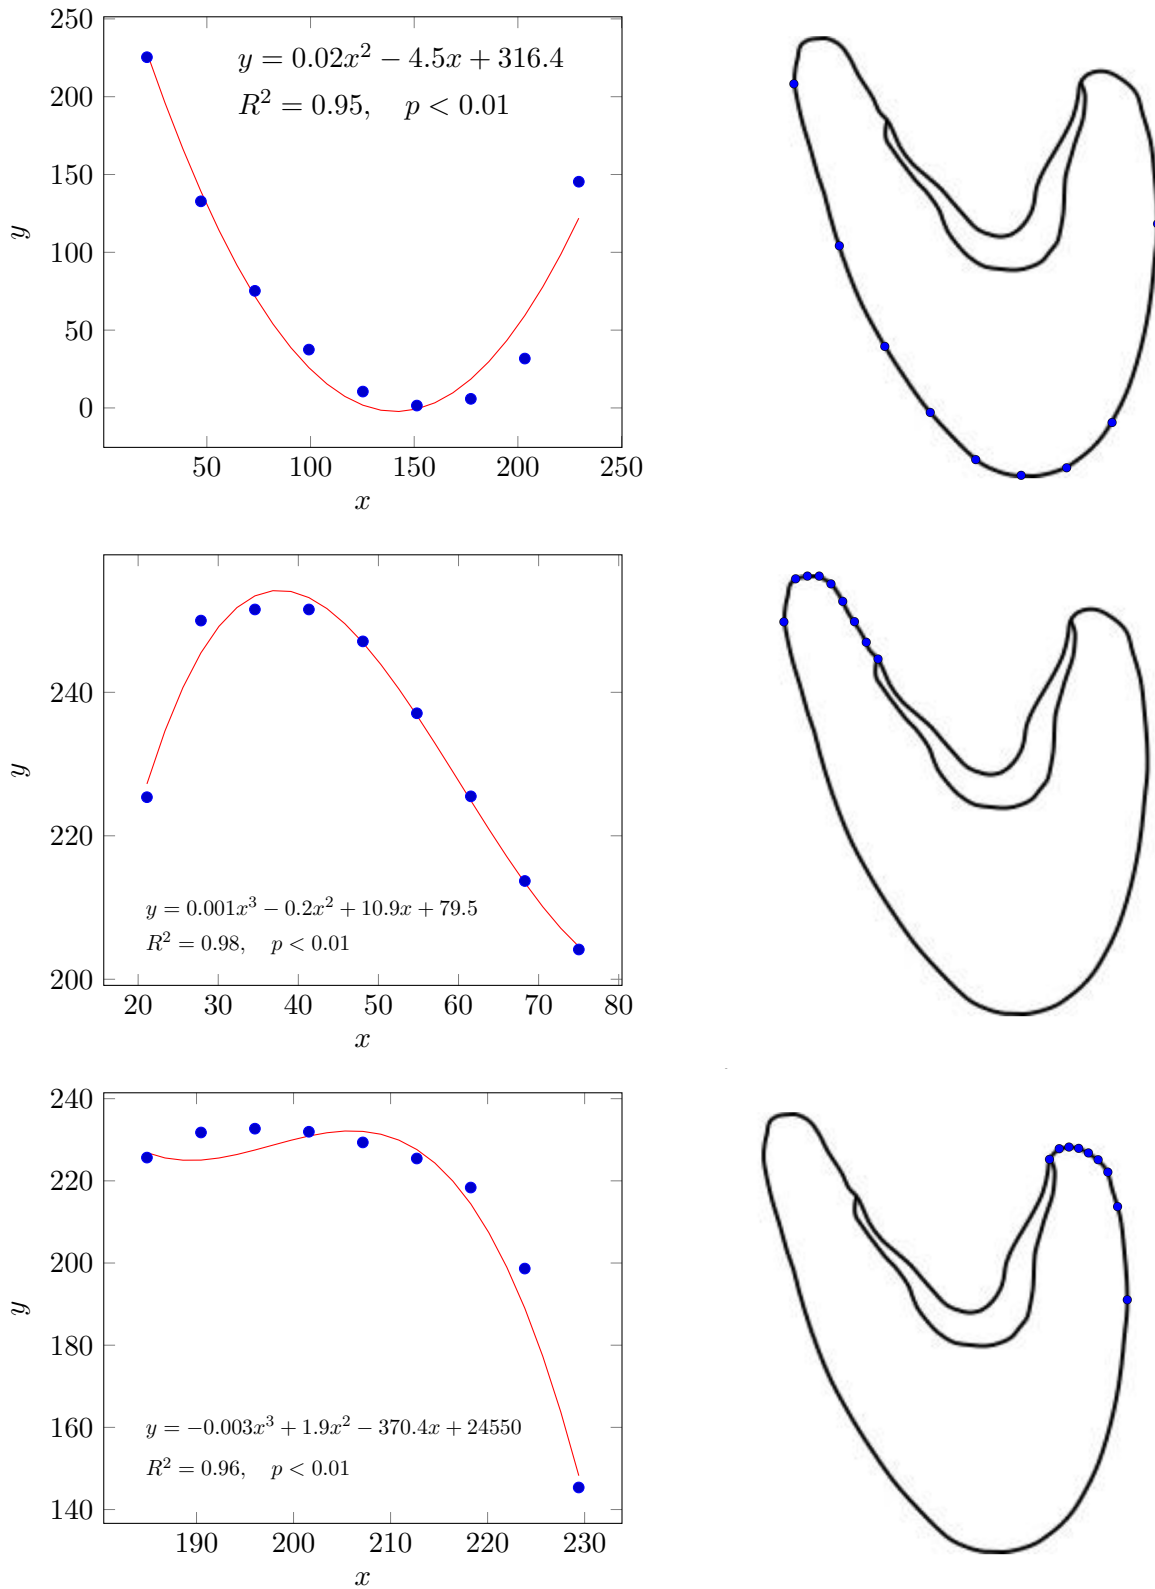 250
y = 0.02x² − 4.5x + 316.4
200
R² = 0.95, p < 0.01
150
y
100
50
0
50 100 150 200 250
x
y
240
220
y = 0.001x³ − 0.2x² + 10.9x + 79.5
R² = 0.98, p < 0.01
200
20 30 40 50 60 70 80
x
240
220
200
y
180
160
y = −0.003x³ + 1.9x² − 370.4x + 24550
R² = 0.96, p < 0.01
140
190 200 210 220 230
x